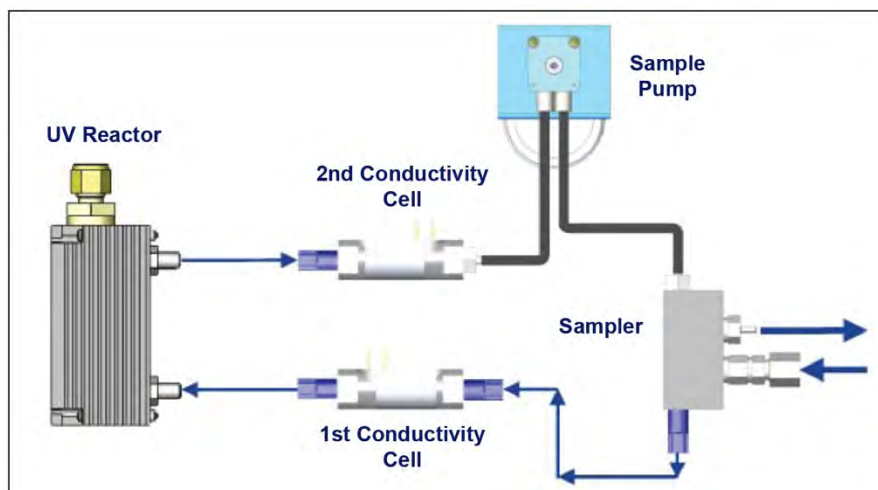 Sample
Pump
UV Reactor
2nd Conductivity
Cell
Sampler
1st Conductivity
Cell